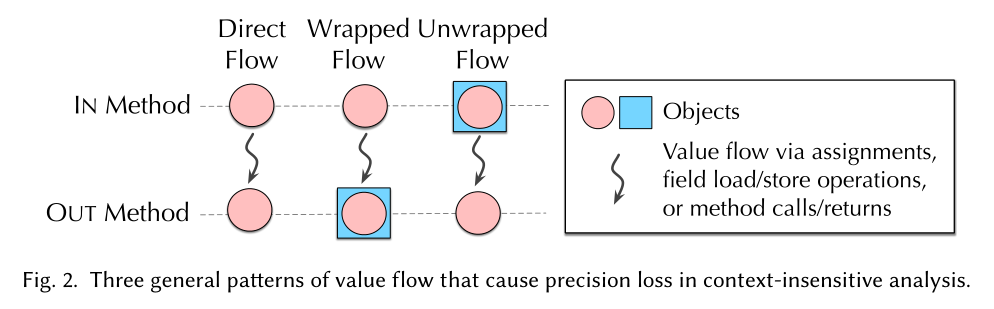 Direct Flow
Wrapped Flow
Unwrapped Flow
IN Method
OUT Method
Objects
Value flow via assignments,
field load/store operations,
or method calls/returns
Fig. 2. Three general patterns of value flow that cause precision loss in context-insensitive analysis.